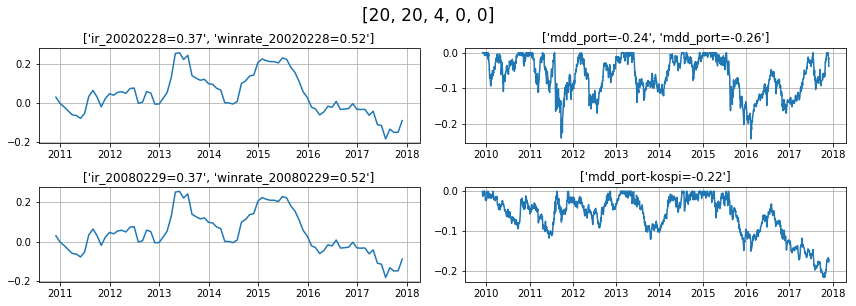 [20, 20, 4, 0, 0]
['ir_20020228=0.37', 'winrate_20020228=0.52']
0.2
0.0
−0.2
2011 2012 2013 2014 2015 2016 2017 2018
['mdd_port=-0.24', 'mdd_port=-0.26']
0.0
−0.1
−0.2
2010 2011 2012 2013 2014 2015 2016 2017 2018
['ir_20080229=0.37', 'winrate_20080229=0.52']
0.2
0.0
−0.2
2011 2012 2013 2014 2015 2016 2017 2018
['mdd_port-kospi=-0.22']
0.0
−0.1
−0.2
2010 2011 2012 2013 2014 2015 2016 2017 2018